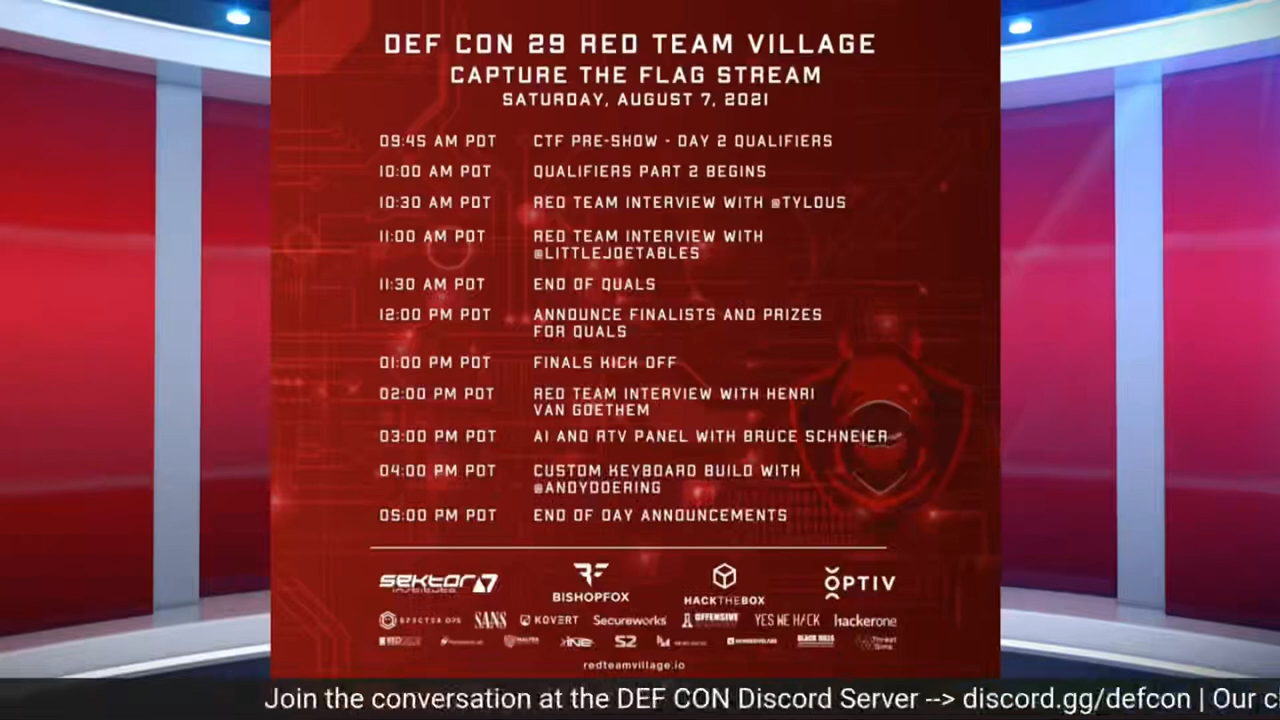 DEF CON 29 RED TEAM VILLAGE
CAPTURE THE FLAG STREAM
SATURDAY, AUGUST 7, 2021
09:45 AM PDT CTF PRE-SHOW - DAY 2 QUALIFIERS
10:00 AM PDT QUALIFIERS PART 2 BEGINS
10:30 AM PDT RED TEAM INTERVIEW WITH @TYLOUS
11:00 AM PDT RED TEAM INTERVIEW WITH
@LITTLEJOETABLES
11:30 AM PDT END OF QUALS
12:00 PM PDT ANNOUNCE FINALISTS AND PRIZES
FOR QUALS
01:00 PM PDT FINALS KICK OFF
02:00 PM PDT RED TEAM INTERVIEW WITH HENRI
VAN GOETHEM
03:00 PM PDT AI AND RTV PANEL WITH BRUCE SCHNEIER
04:00 PM PDT CUSTOM KEYBOARD BUILD WITH
@ANDYDOERING
05:00 PM PDT END OF DAY ANNOUNCEMENTS
SEKTOR7 BISHOPFOX HACKTHEBOX OPTIV
SPECTER OPS SANS KOVERT Secureworks OFFENSIVE YES WE H/CK hackerone
INE S2 BLACK HILLS
redteamvillage.io
Join the conversation at the DEF CON Discord Server --> discord.gg/defcon | Our c